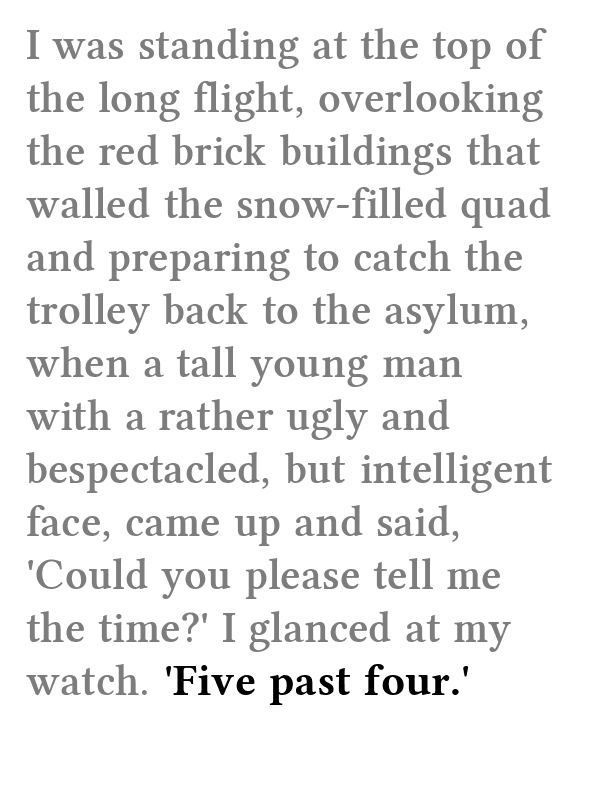 I was standing at the top of
the long flight, overlooking
the red brick buildings that
walled the snow-filled quad
and preparing to catch the
trolley back to the asylum,
when a tall young man
with a rather ugly and
bespectacled, but intelligent
face, came up and said,
'Could you please tell me
the time?' I glanced at my
watch. 'Five past four.'